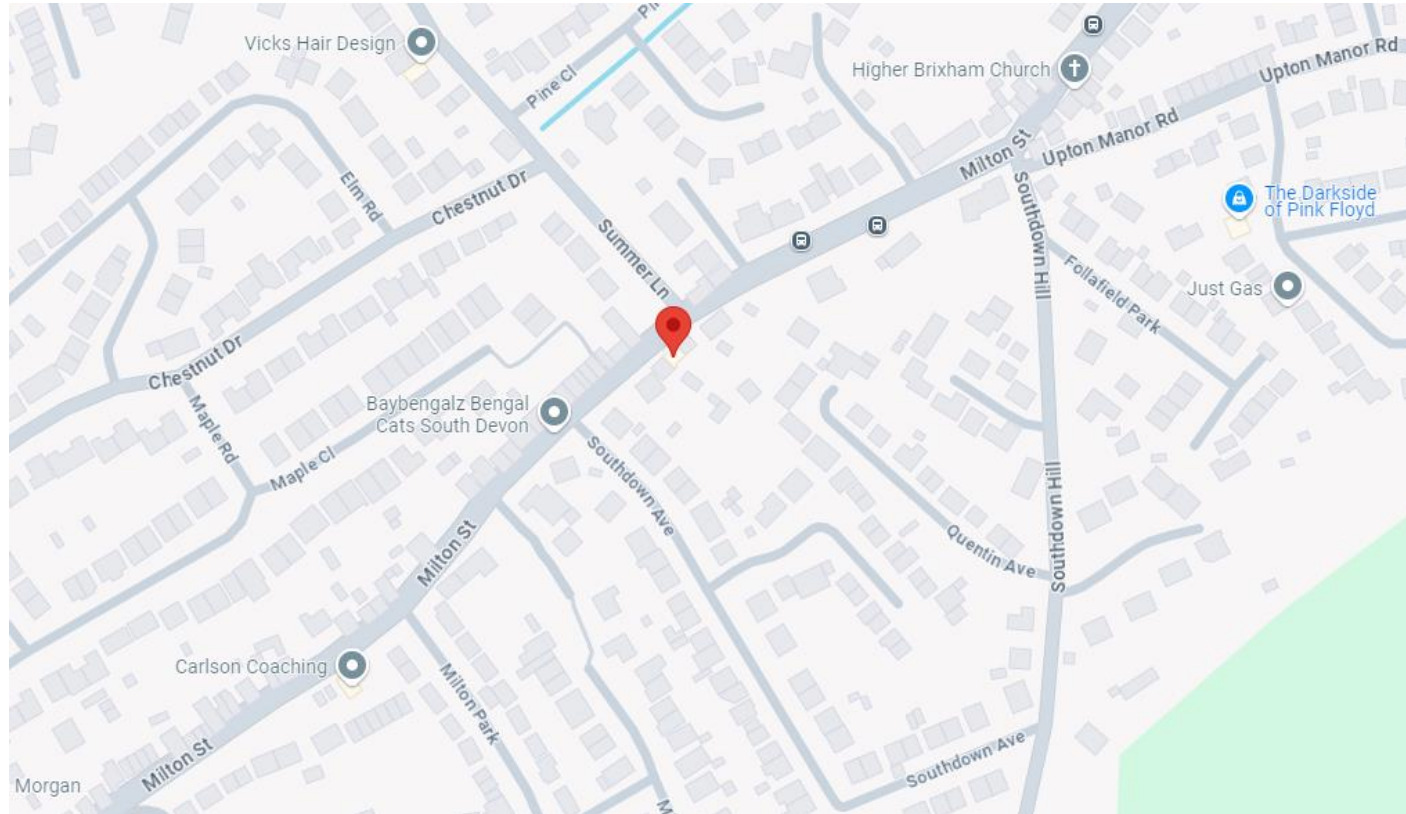 Vicks Hair Design
Pine Cl
Higher Brixham Church
Upton Manor Rd
Milton St
Upton Manor Rd
Elm Rd
Chestnut Dr
The Darkside
of Pink Floyd
Summer Ln
Southdown Hill
Follafield Park
Just Gas
Chestnut Dr
Baybengalz Bengal
Cats South Devon
Maple Rd
Maple Cl
Southdown Ave
Southdown Hill
Quentin Ave
Milton St
Carlson Coaching
Milton Park
Milton St
Southdown Ave
Morgan